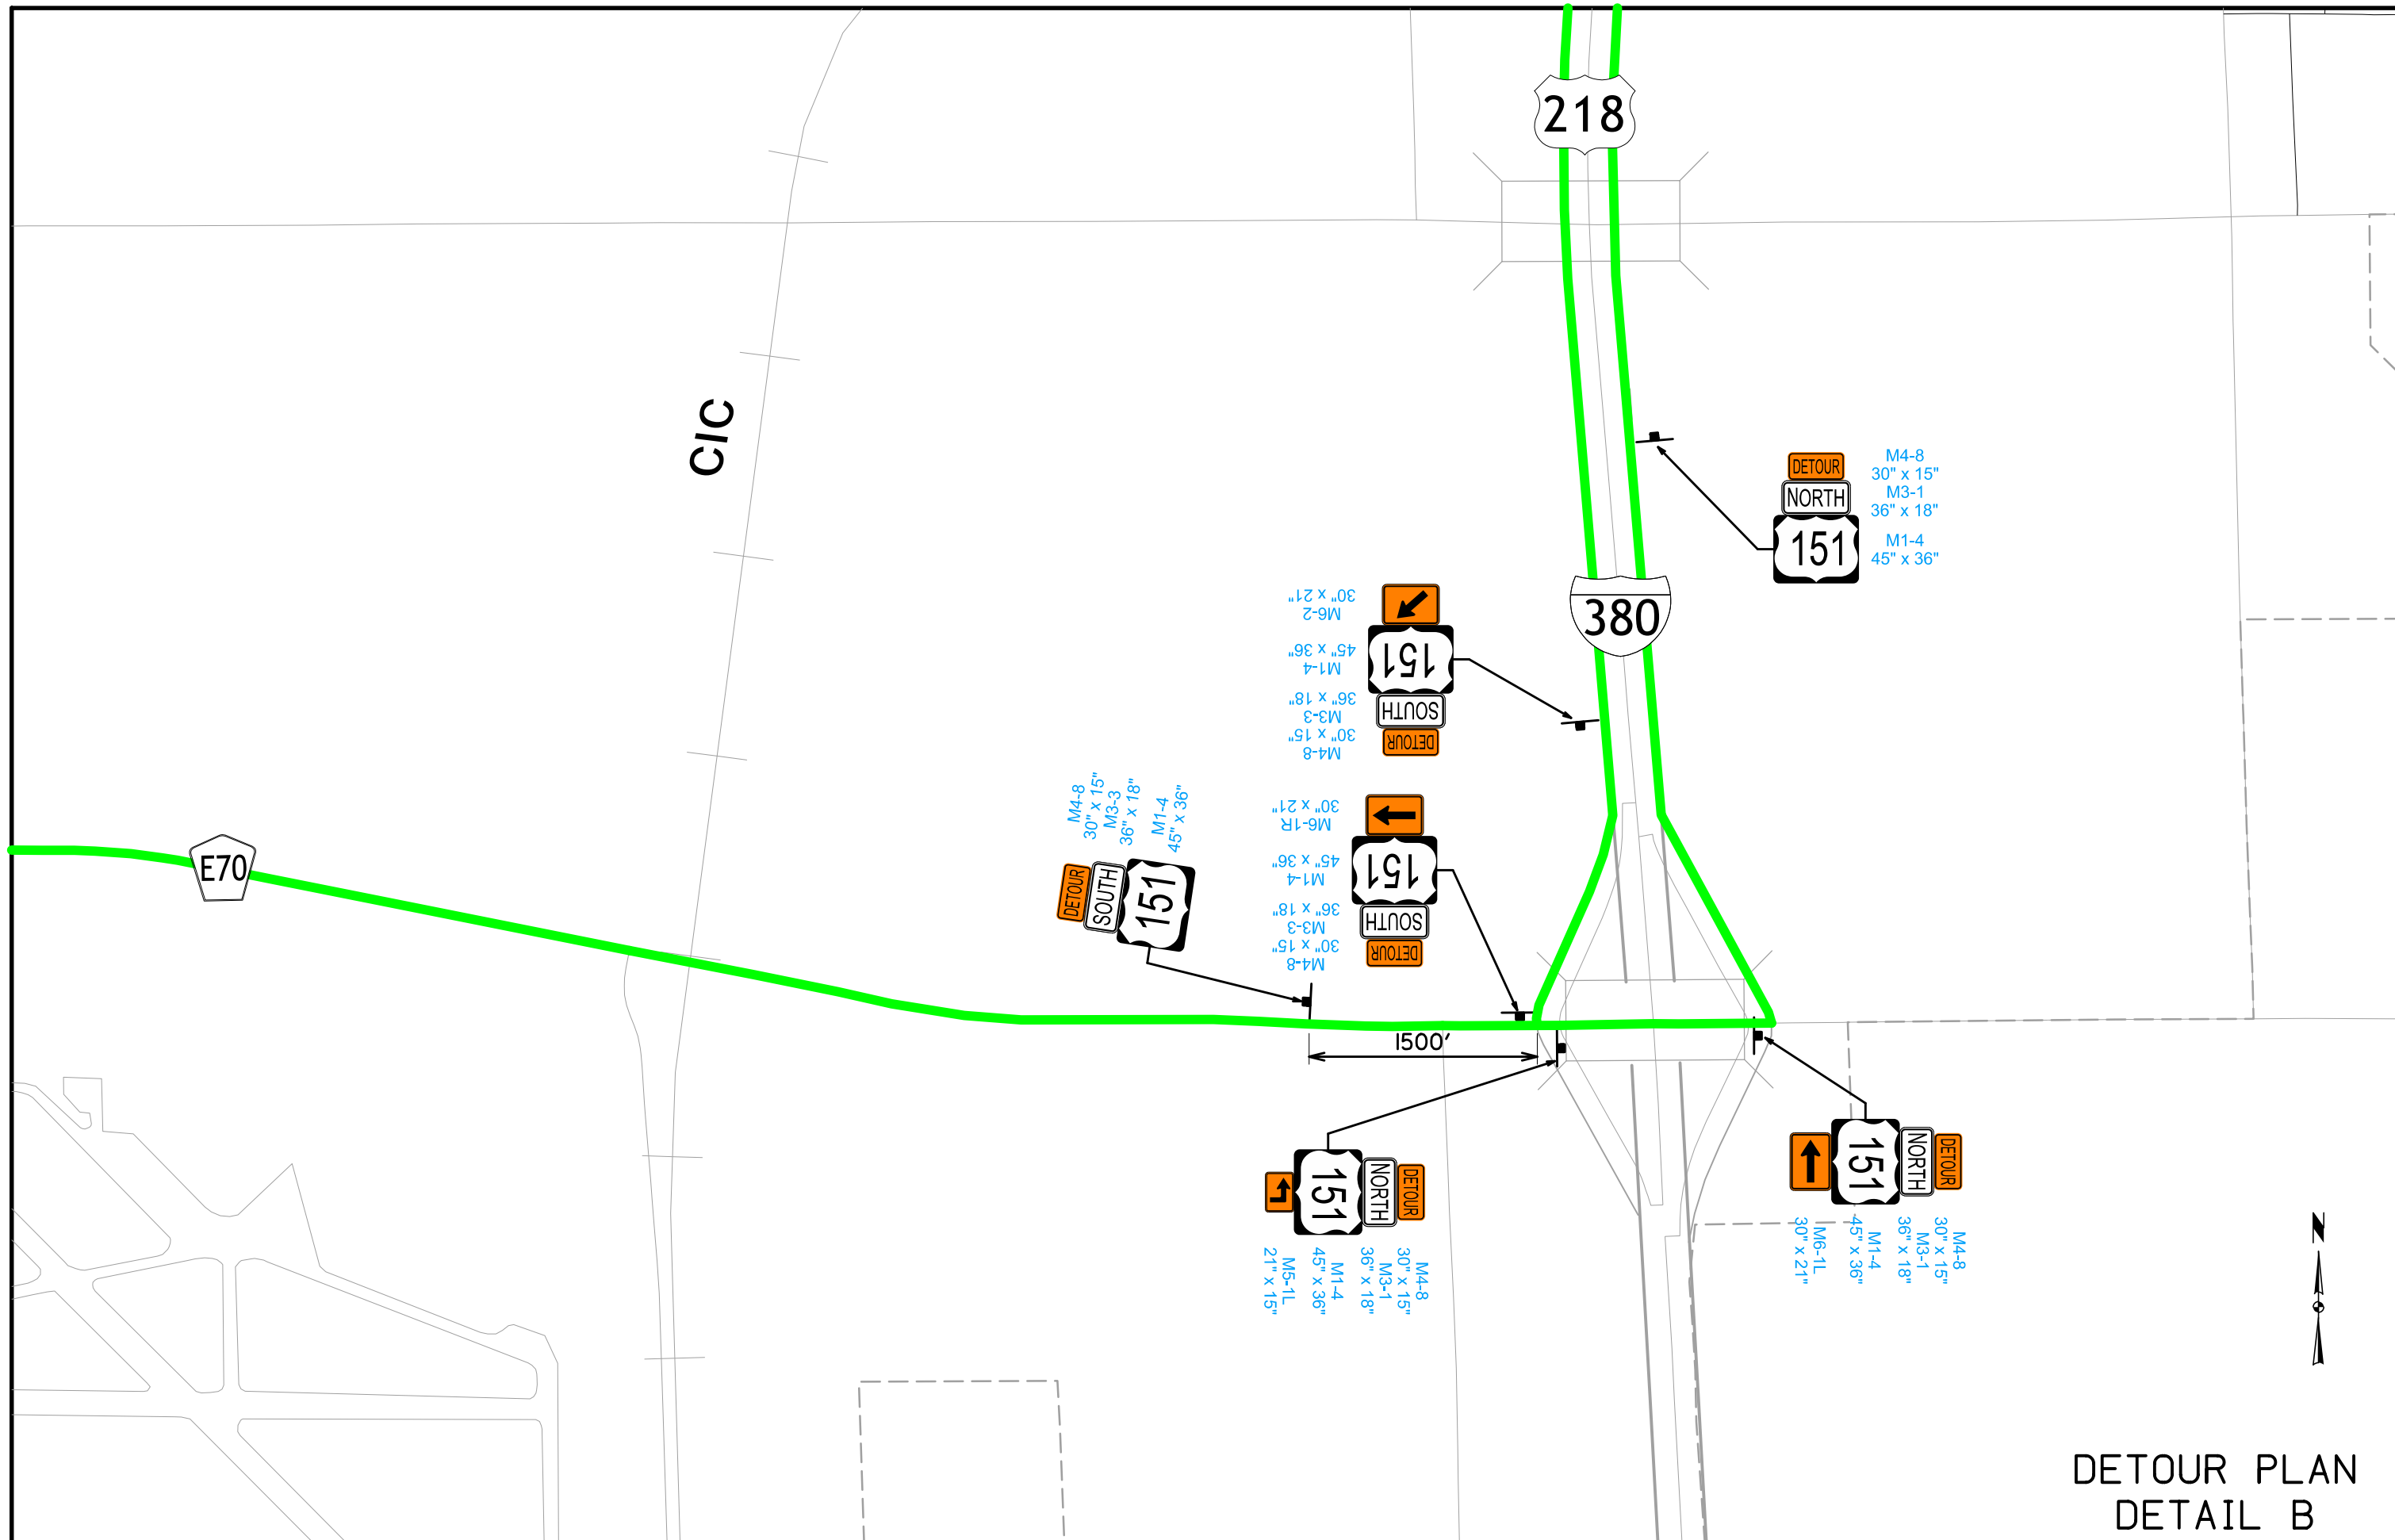 218
CIC
DETOUR
NORTH
151
M4-8
30" x 15"
M3-1
36" x 18"
M1-4
45" x 36"
380
DETOUR
SOUTH
151
M4-8
30" x 15"
M3-3
36" x 18"
M1-4
45" x 36"
M6-2
30" x 21"
DETOUR
SOUTH
151
M4-8
30" x 15"
M3-3
36" x 18"
M1-4
45" x 36"
M6-1R
30" x 21"
M4-8
30" x 15"
M3-3
36" x 18"
M1-4
45" x 36"
DETOUR
SOUTH
151
E70
1500'
DETOUR
NORTH
151
M4-8
30" x 15"
M3-1
36" x 18"
M1-4
45" x 36"
M5-1L
21" x 15"
DETOUR
NORTH
151
M4-8
30" x 15"
M3-1
36" x 18"
M1-4
45" x 36"
M6-1L
30" x 21"
N
DETOUR PLAN
DETAIL B